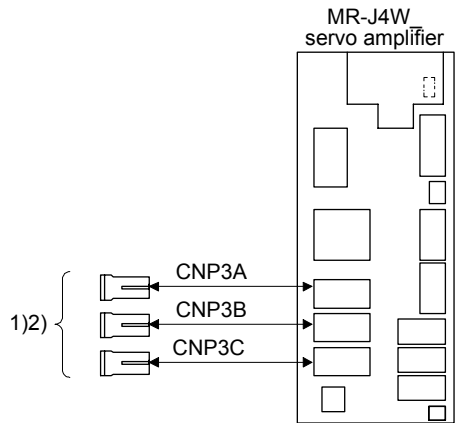 MR-J4W_
servo amplifier
CNP3A
1)2)
CNP3B
CNP3C